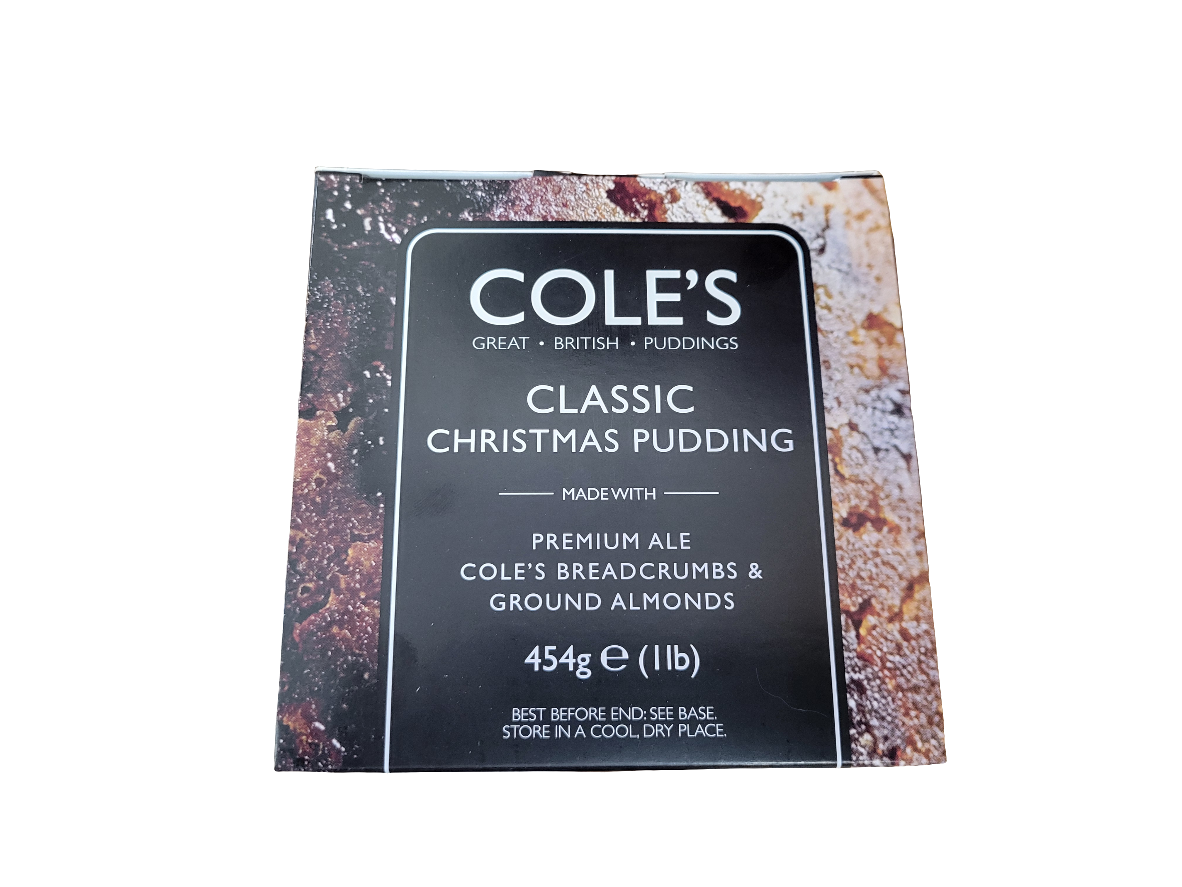 COLE'S
GREAT • BRITISH • PUDDINGS
CLASSIC
CHRISTMAS PUDDING
MADE WITH
PREMIUM ALE
COLE'S BREADCRUMBS &
GROUND ALMONDS
454g ℮ (1lb)
BEST BEFORE END: SEE BASE.
STORE IN A COOL, DRY PLACE.